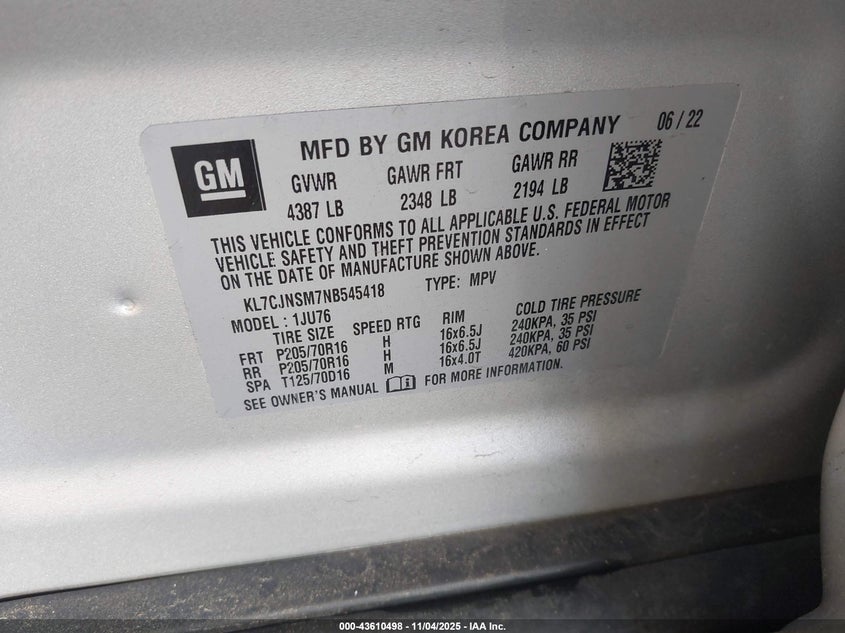 GM
MFD BY GM KOREA COMPANY 06 / 22
GVWR GAWR FRT GAWR RR
4387 LB 2348 LB 2194 LB
THIS VEHICLE CONFORMS TO ALL APPLICABLE U.S. FEDERAL MOTOR
VEHICLE SAFETY AND THEFT PREVENTION STANDARDS IN EFFECT
ON THE DATE OF MANUFACTURE SHOWN ABOVE.
KL7CJNSM7NB545418 TYPE: MPV
MODEL : 1JU76
TIRE SIZE SPEED RTG RIM COLD TIRE PRESSURE
FRT P205/70R16 H 16x6.5J 240KPA, 35 PSI
RR P205/70R16 H 16x6.5J 240KPA, 35 PSI
SPA T125/70D16 M 16x4.0T 420KPA, 60 PSI
SEE OWNER'S MANUAL FOR MORE INFORMATION.
000-43610498 - 11/04/2025 - IAA Inc.